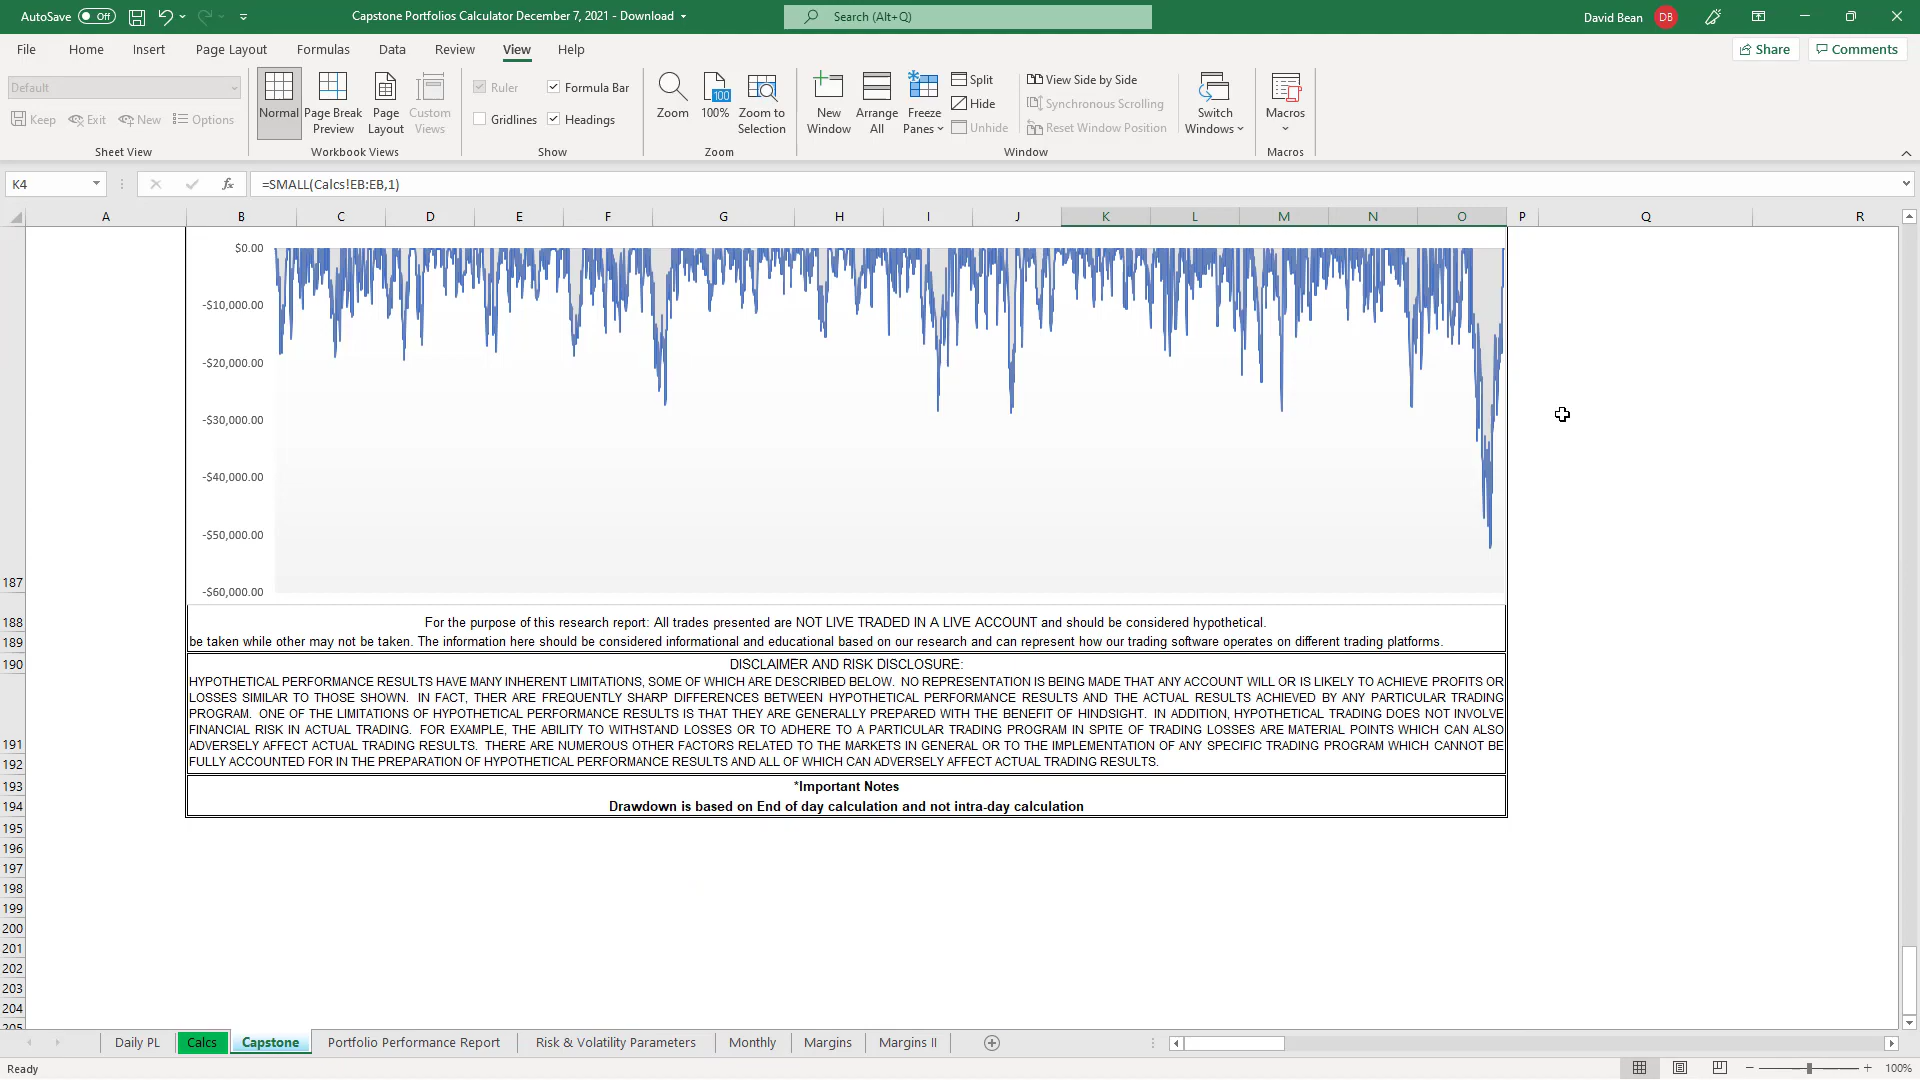 AutoSave Off
Capstone Portfolios Calculator December 7, 2021 - Download
Search (Alt+Q)
David Bean DB
File Home Insert Page Layout Formulas Data Review View Help
Share Comments
Default
Keep Exit New Options
Sheet View
Normal
Page Break Preview
Page Layout
Custom Views
Workbook Views
Ruler Formula Bar
Gridlines Headings
Show
Zoom
100
100%
Zoom to Selection
Zoom
New Window
Arrange All
Freeze Panes
Split
Hide
Unhide
View Side by Side
Synchronous Scrolling
Reset Window Position
Switch Windows
Window
Macros
Macros
K4
fx
=SMALL(Calcs!EB:EB,1)
A B C D E F G H I J K L M N O P Q R
$0.00
-$10,000.00
-$20,000.00
-$30,000.00
-$40,000.00
-$50,000.00
187
-$60,000.00
188 For the purpose of this research report: All trades presented are NOT LIVE TRADED IN A LIVE ACCOUNT and should be considered hypothetical.
189 be taken while other may not be taken. The information here should be considered informational and educational based on our research and can represent how our trading software operates on different trading platforms.
190 DISCLAIMER AND RISK DISCLOSURE:
HYPOTHETICAL PERFORMANCE RESULTS HAVE MANY INHERENT LIMITATIONS, SOME OF WHICH ARE DESCRIBED BELOW. NO REPRESENTATION IS BEING MADE THAT ANY ACCOUNT WILL OR IS LIKELY TO ACHIEVE PROFITS OR
LOSSES SIMILAR TO THOSE SHOWN. IN FACT, THER ARE FREQUENTLY SHARP DIFFERENCES BETWEEN HYPOTHETICAL PERFORMANCE RESULTS AND THE ACTUAL RESULTS ACHIEVED BY ANY PARTICULAR TRADING
PROGRAM. ONE OF THE LIMITATIONS OF HYPOTHETICAL PERFORMANCE RESULTS IS THAT THEY ARE GENERALLY PREPARED WITH THE BENEFIT OF HINDSIGHT. IN ADDITION, HYPOTHETICAL TRADING DOES NOT INVOLVE
FINANCIAL RISK IN ACTUAL TRADING. FOR EXAMPLE, THE ABILITY TO WITHSTAND LOSSES OR TO ADHERE TO A PARTICULAR TRADING PROGRAM IN SPITE OF TRADING LOSSES ARE MATERIAL POINTS WHICH CAN ALSO
191 ADVERSELY AFFECT ACTUAL TRADING RESULTS. THERE ARE NUMEROUS OTHER FACTORS RELATED TO THE MARKETS IN GENERAL OR TO THE IMPLEMENTATION OF ANY SPECIFIC TRADING PROGRAM WHICH CANNOT BE
192 FULLY ACCOUNTED FOR IN THE PREPARATION OF HYPOTHETICAL PERFORMANCE RESULTS AND ALL OF WHICH CAN ADVERSELY AFFECT ACTUAL TRADING RESULTS.
193 *Important Notes
194 Drawdown is based on End of day calculation and not intra-day calculation
195
196
197
198
199
200
201
202
203
204
205
Daily PL Calcs Capstone Portfolio Performance Report Risk & Volatility Parameters Monthly Margins Margins II
Ready
100%